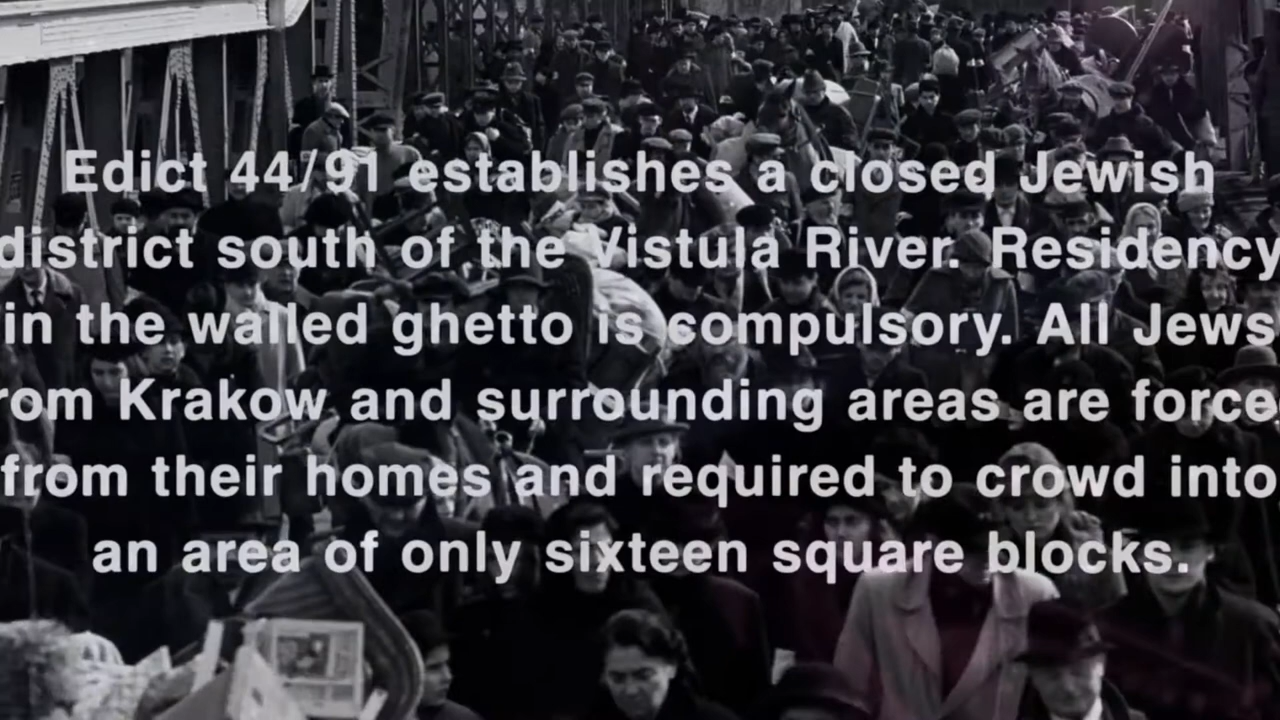 Edict 44/91 establishes a closed Jewish
district south of the Vistula River. Residency
in the walled ghetto is compulsory. All Jews
rom Krakow and surrounding areas are force
from their homes and required to crowd into
an area of only sixteen square blocks.